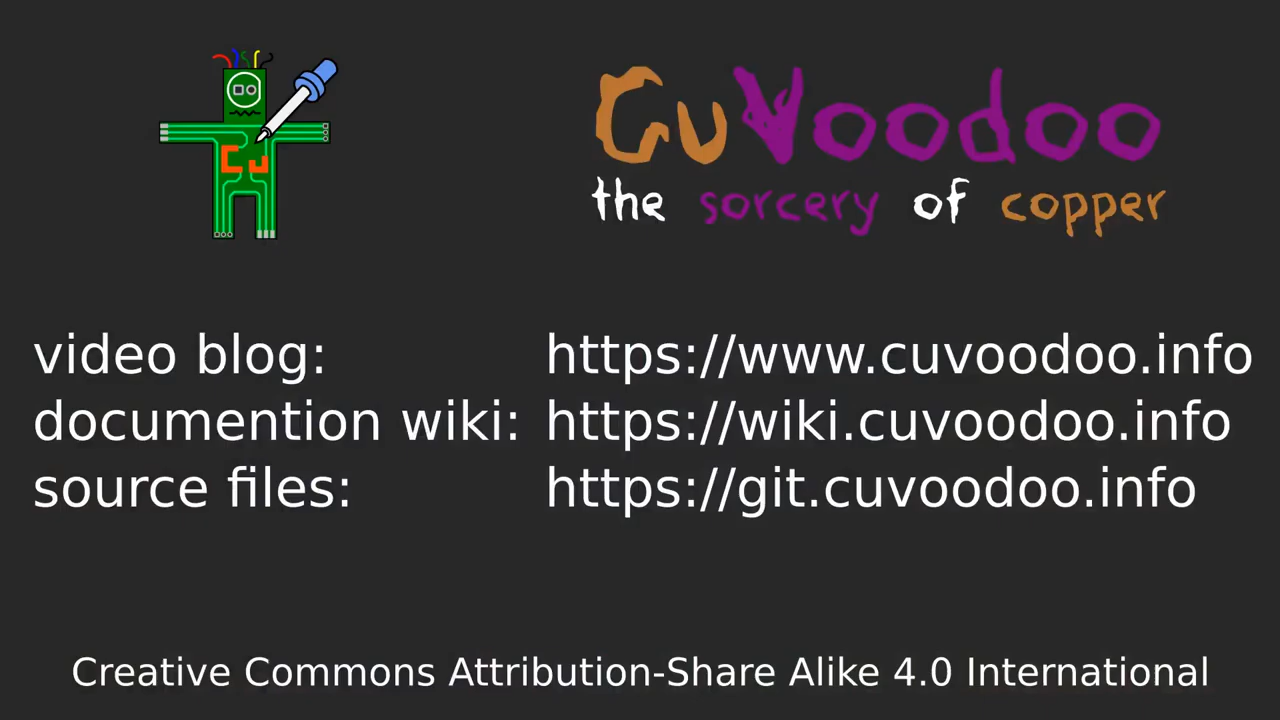 Cu
CuVoodoo
the sorcery of copper
video blog: https://www.cuvoodoo.info
documention wiki: https://wiki.cuvoodoo.info
source files: https://git.cuvoodoo.info
Creative Commons Attribution-Share Alike 4.0 International